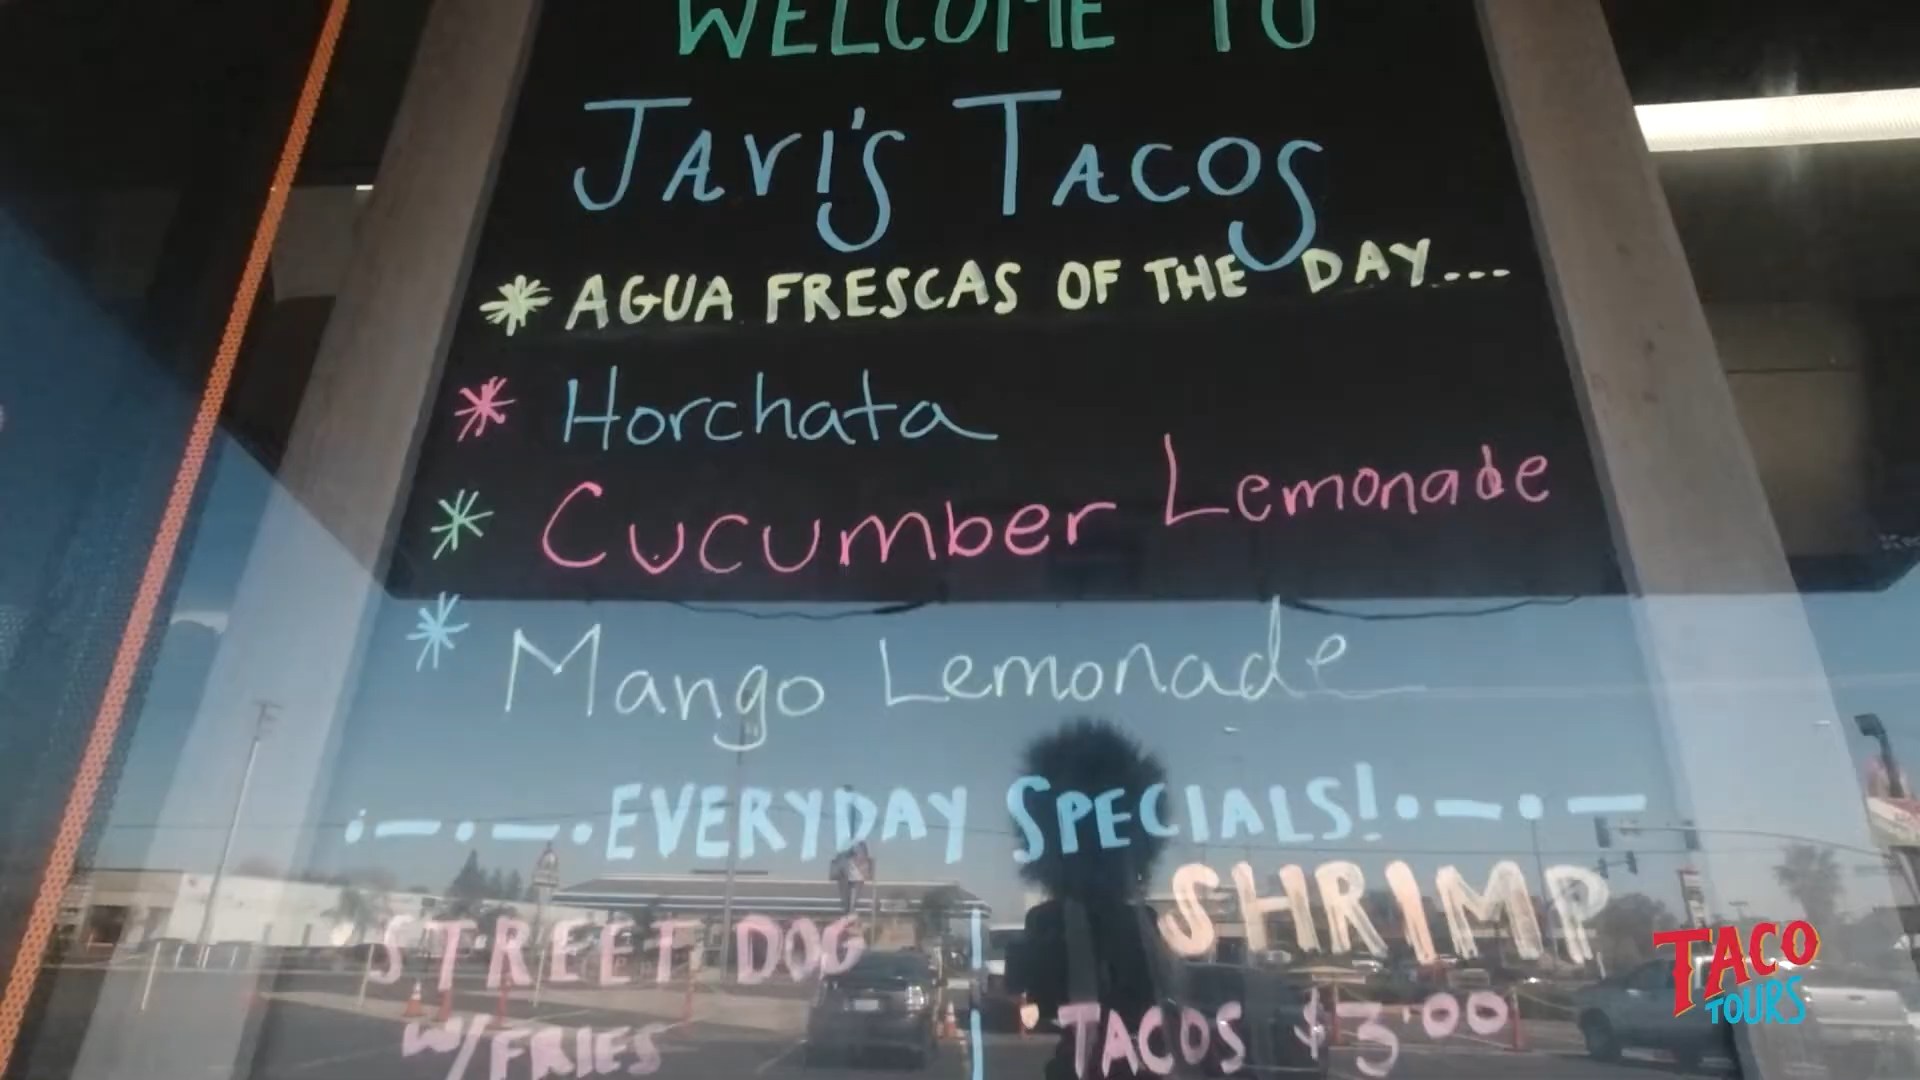 WELCOME TO
JAVI'S TACOS
* AGUA FRESCAS OF THE DAY...
* Horchata
* Cucumber Lemonade
* Mango Lemonade
EVERYDAY SPECIALS!
STREET DOG
W/FRIES
SHRIMP
TACOS $3.00
TACO
TOURS